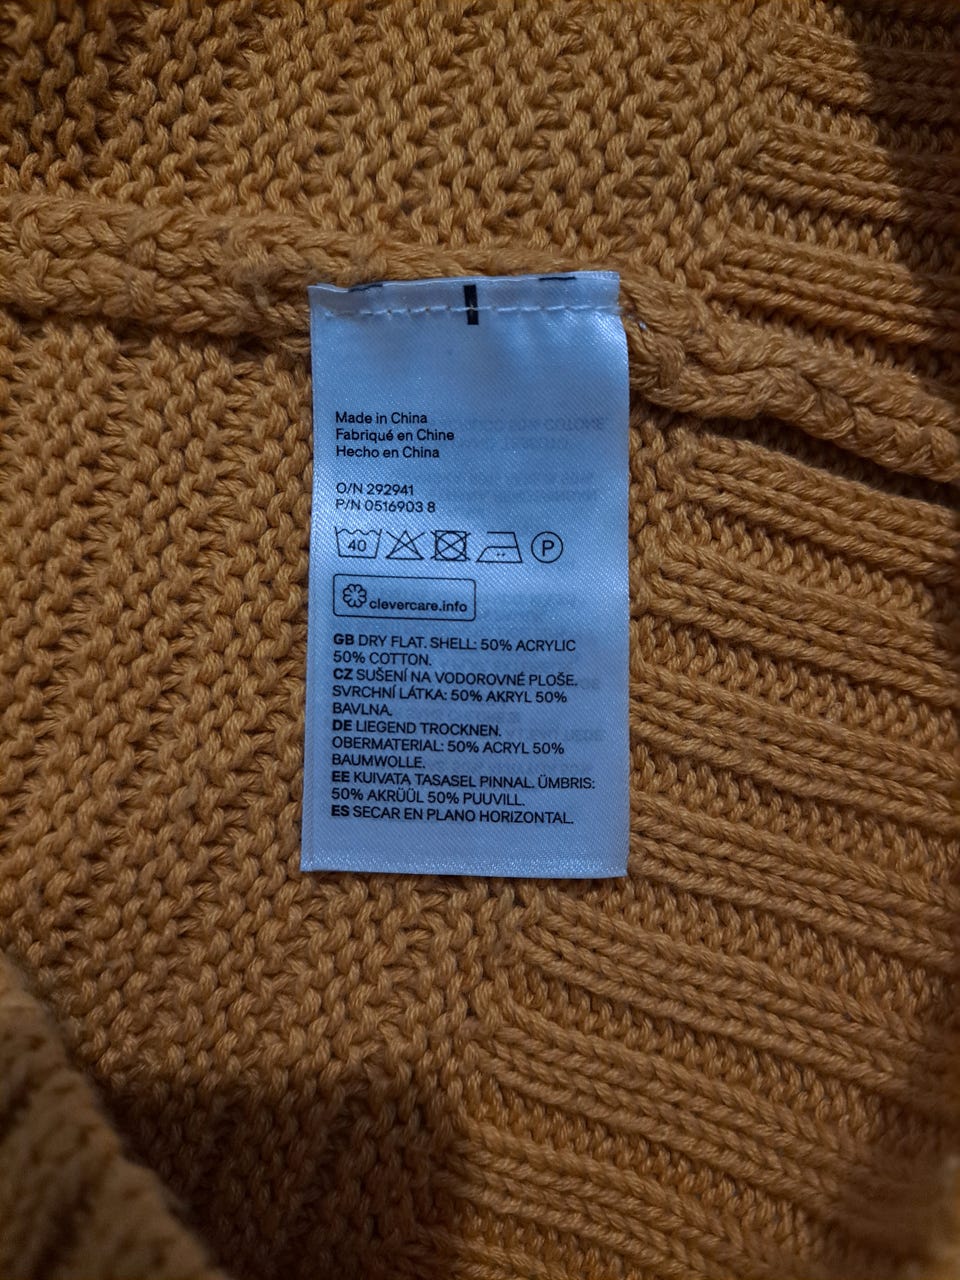 Made in China
Fabriqué en Chine
Hecho en China
O/N 292941
P/N 0516903 8
40 P
clevercare.info
GB DRY FLAT. SHELL: 50% ACRYLIC
50% COTTON.
CZ SUŠENÍ NA VODOROVNÉ PLOŠE.
SVRCHNÍ LÁTKA: 50% AKRYL 50%
BAVLNA.
DE LIEGEND TROCKNEN.
OBERMATERIAL: 50% ACRYL 50%
BAUMWOLLE.
EE KUIVATA TASASEL PINNAL. ÜMBRIS:
50% AKRÜÜL 50% PUUVILL.
ES SECAR EN PLANO HORIZONTAL.